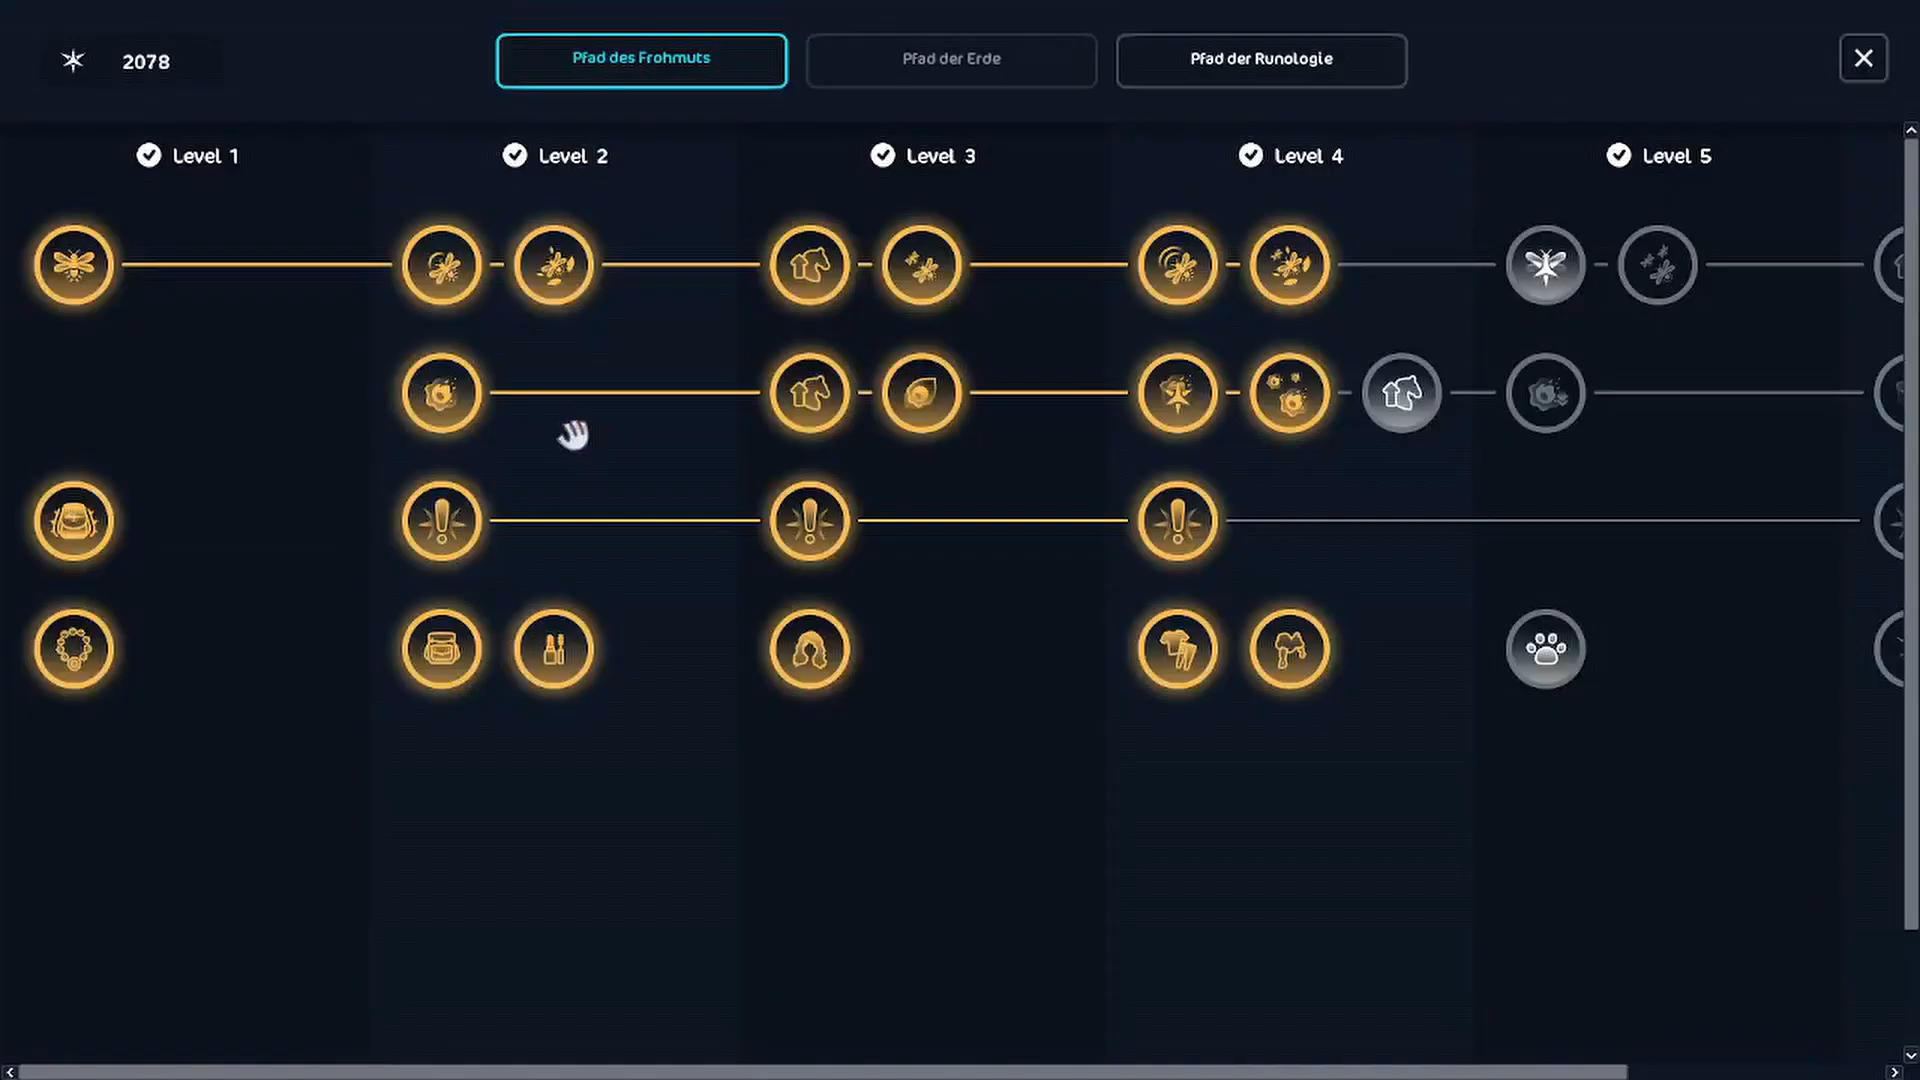 2078
Pfad des Frohmuts
Pfad der Erde
Pfad der Runologie
Level 1
Level 2
Level 3
Level 4
Level 5